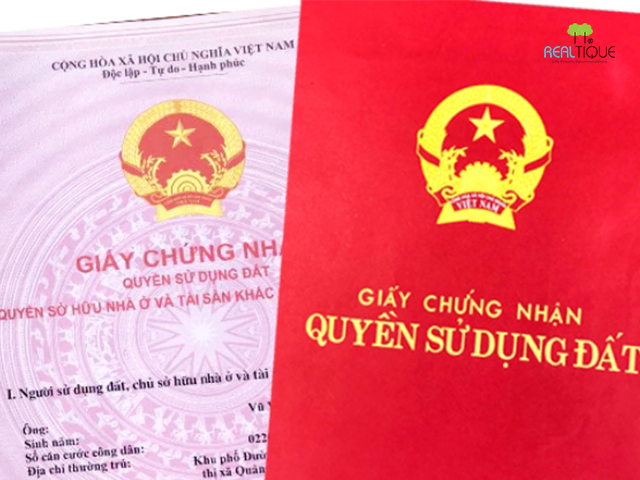 REALTIQUE
CỘNG HÒA XÃ HỘI CHỦ NGHĨA VIỆT NAM
Độc lập - Tự do - Hạnh phúc
GIẤY CHỨNG NHẬ
QUYỀN SỬ DỤNG ĐẤT
QUYỀN SỞ HỮU NHÀ Ở VÀ TÀI SẢN KHÁC
I. Người sử dụng đất, chủ sở hữu nhà ở và tài
Vũ
Ông:
Sinh năm:
Số căn cước công dân: 022
Địa chỉ thường trú: Khu phố Đườ
thị xã Quản
VIỆT NAM
GIẤY CHỨNG NHẬN
QUYỀN SỬ DỤNG ĐẤT